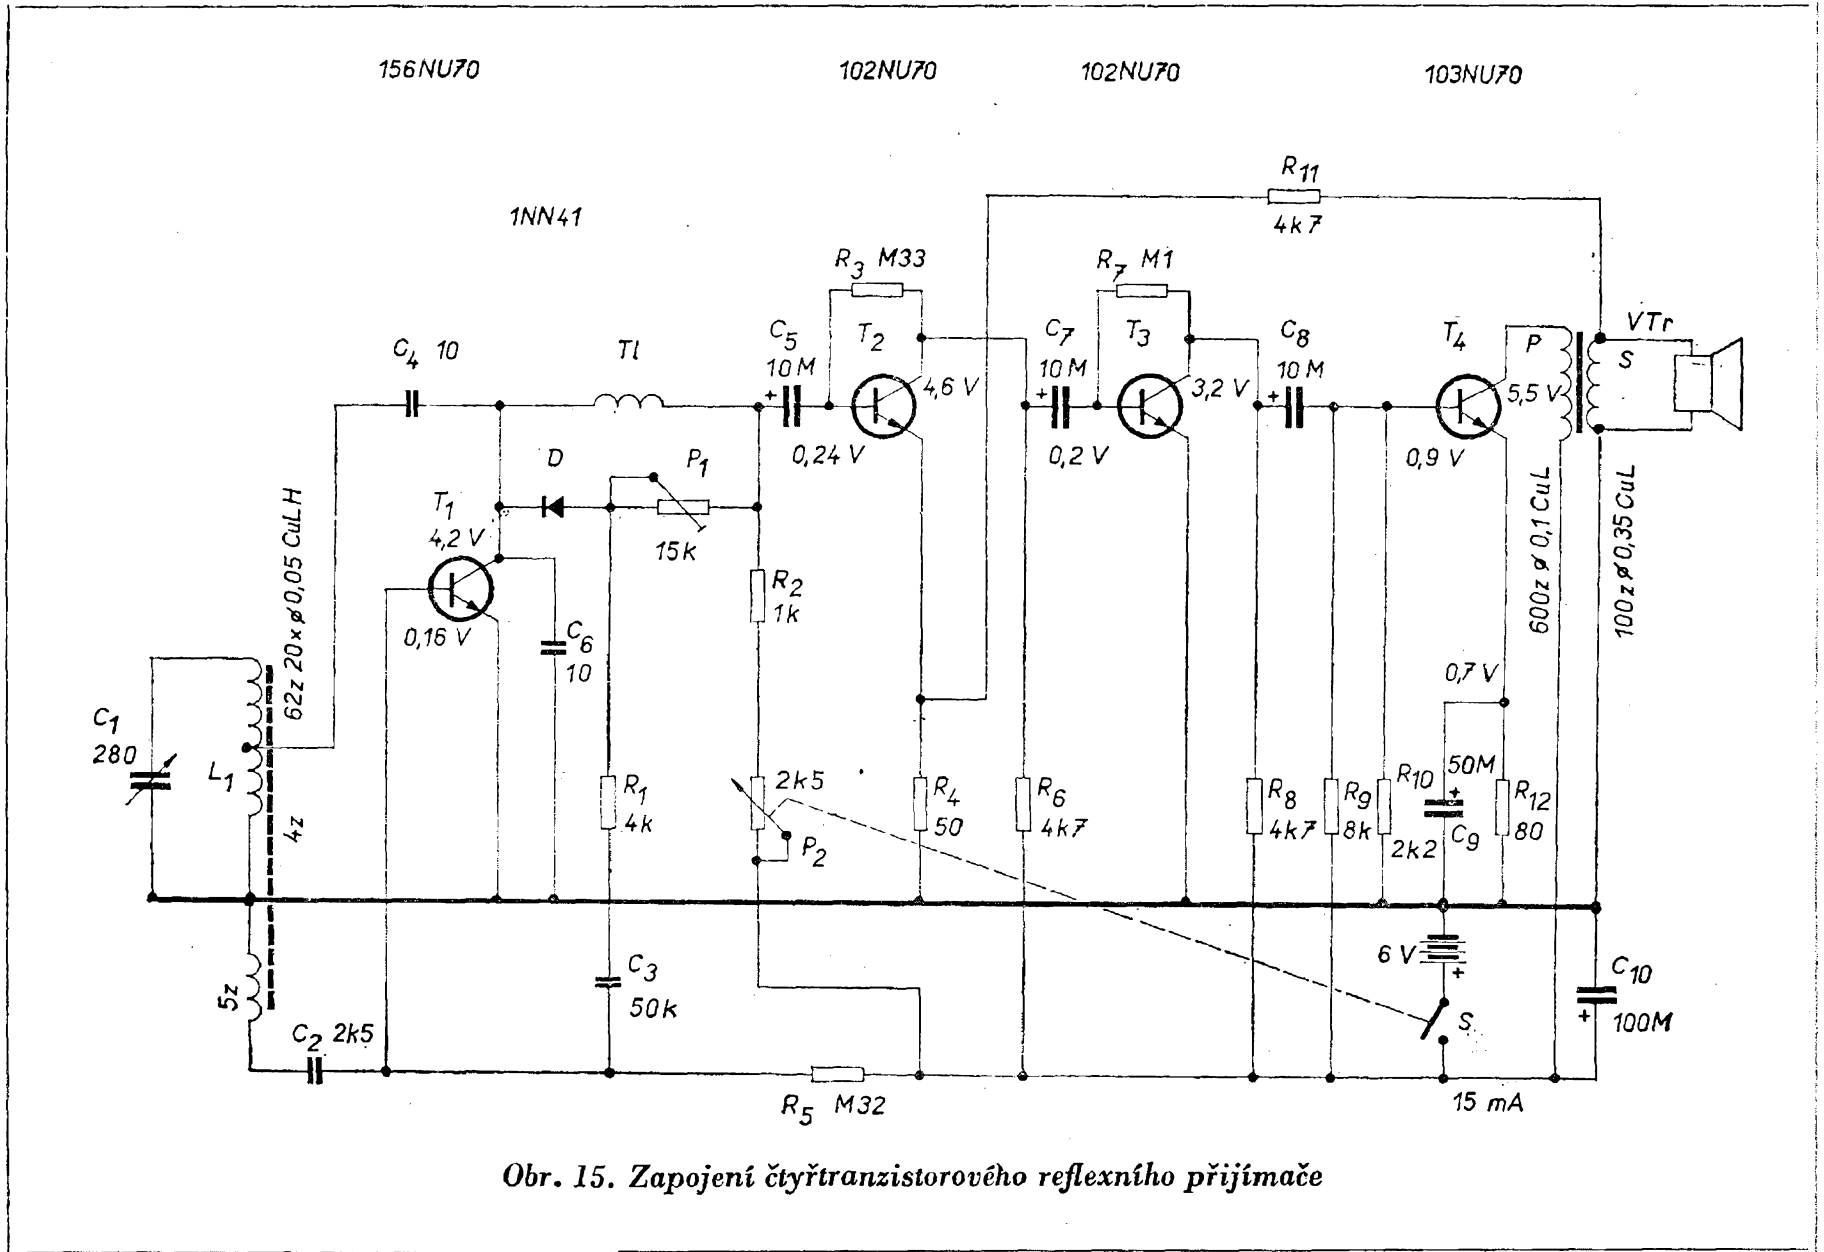 156NU70
102NU70
102NU70
103NU70
1NN41
R11
4k7
R3 M33
R7 M1
C4 10
Tl
C5
10M
T2
4,6 V
0,24 V
C7
10M
T3
3,2 V
0,2 V
C8
10M
T4
5,5 V
0,9 V
P
S
VTr
D
P1
15k
T1
4,2 V
0,16 V
C6
10
R2
1k
62z 20x⌀0,05 CuLH
600z ⌀ 0,1 CuL
100z ⌀ 0,35 CuL
0,7 V
C1
280
L1
4z
R1
4k
2k5
P2
R4
50
R6
4k7
R8
4k7
R9
8k
R10
2k2
50M
+
C9
R12
80
5z
C2 2k5
C3
50k
R5 M32
6 V
+
S
15 mA
C10
+
100M
Obr. 15. Zapojení čtyřtranzistorového reflexního přijímače